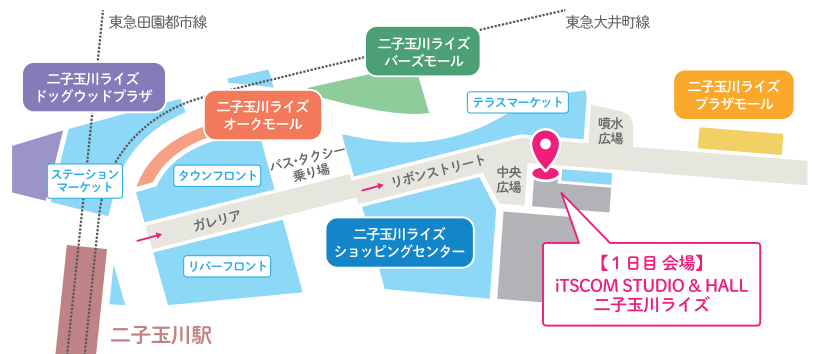 東急田園都市線
東急大井町線
二子玉川ライズ
バーズモール
二子玉川ライズ
ドッグウッドプラザ
二子玉川ライズ
オークモール
テラスマーケット
二子玉川ライズ
プラザモール
噴水
広場
ステーション
マーケット
タウンフロント
バス・タクシー
乗り場
リボンストリート
中央
広場
ガレリア
二子玉川ライズ
ショッピングセンター
リバーフロント
【1日目 会場】
iTSCOM STUDIO & HALL
二子玉川ライズ
二子玉川駅